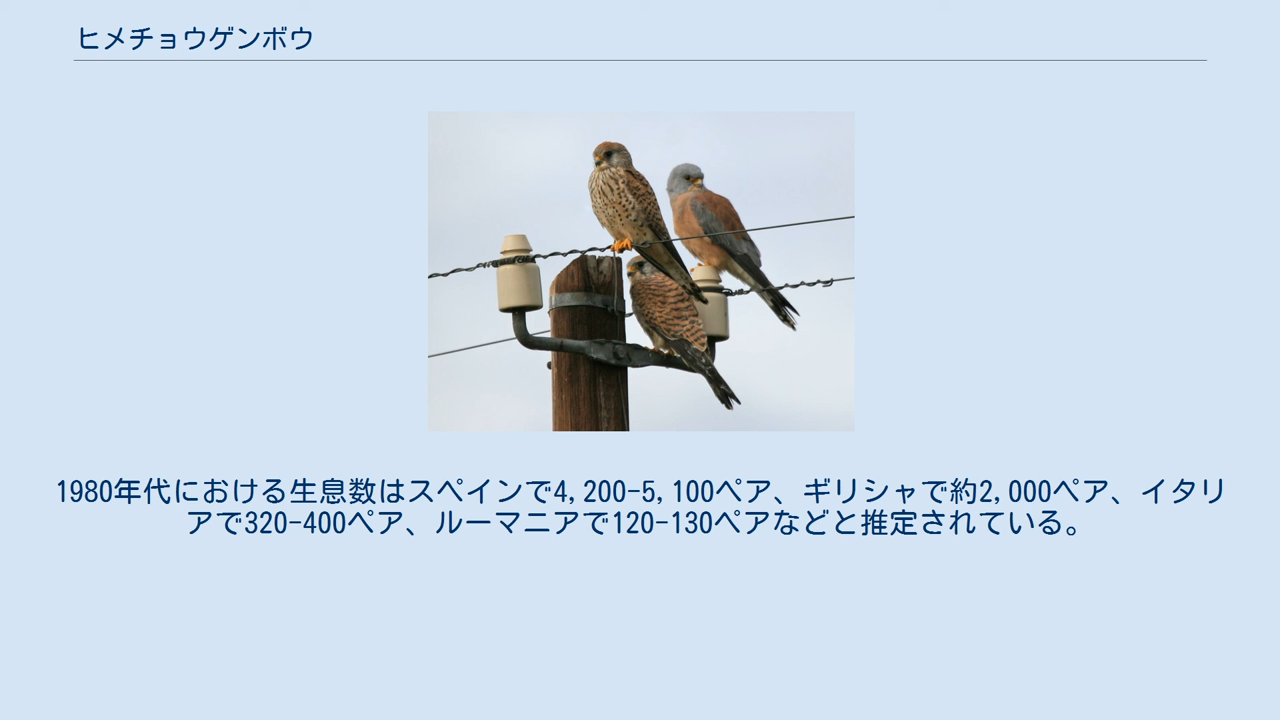 ヒメチョウゲンボウ
1980年代における生息数はスペインで4,200-5,100ペア、ギリシャで約2,000ペア、イタリ
アで320-400ペア、ルーマニアで120-130ペアなどと推定されている。